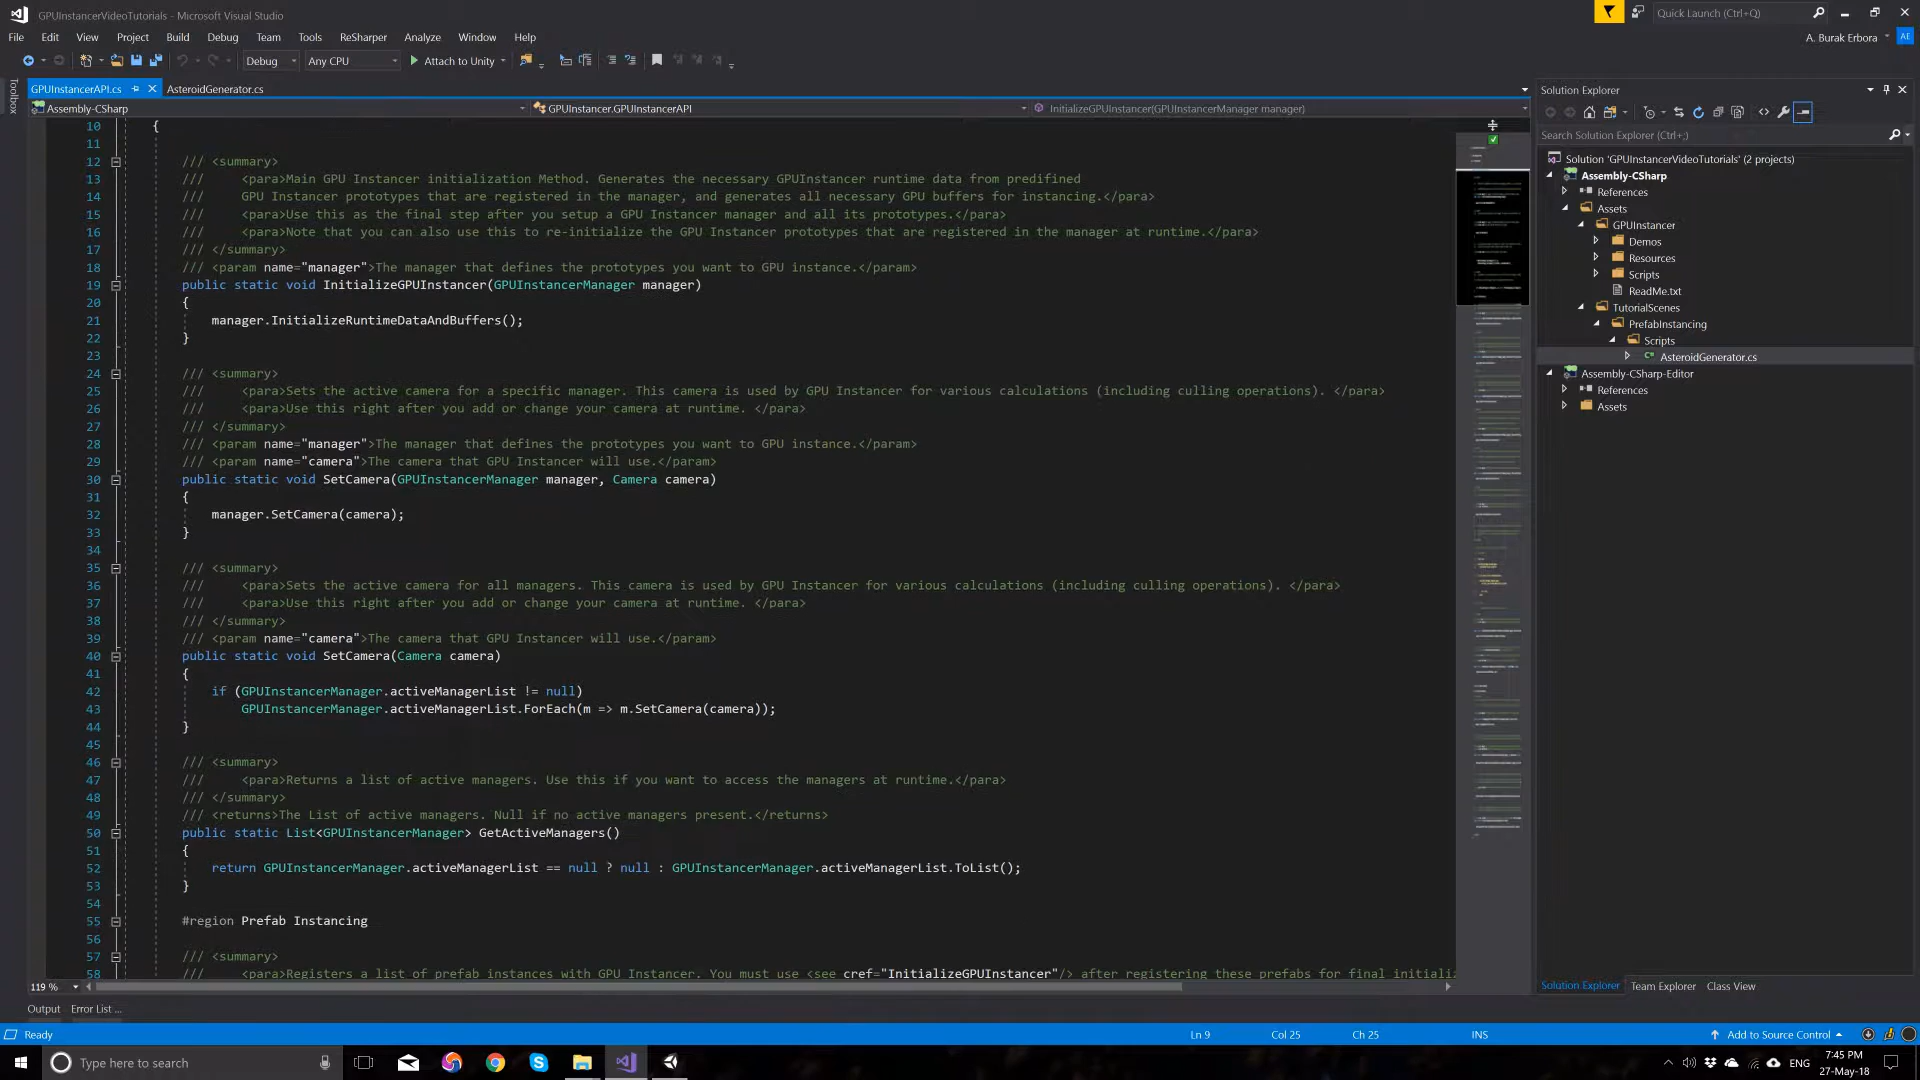 GPUInstancerVideoTutorials - Microsoft Visual Studio
Quick Launch (Ctrl+Q)
File Edit View Project Build Debug Team Tools ReSharper Analyze Window Help
A. Burak Erbora AE
Debug Any CPU Attach to Unity
Toolbox
GPUInstancerAPI.cs AsteroidGenerator.cs
Assembly-CSharp GPUInstancer.GPUInstancerAPI InitializeGPUInstancer(GPUInstancerManager manager)
10 {
11
12 /// <summary>
13 /// <para>Main GPU Instancer initialization Method. Generates the necessary GPUInstancer runtime data from predifined
14 /// GPU Instancer prototypes that are registered in the manager, and generates all necessary GPU buffers for instancing.</para>
15 /// <para>Use this as the final step after you setup a GPU Instancer manager and all its prototypes.</para>
16 /// <para>Note that you can also use this to re-initialize the GPU Instancer prototypes that are registered in the manager at runtime.</para>
17 /// </summary>
18 /// <param name="manager">The manager that defines the prototypes you want to GPU instance.</param>
19 public static void InitializeGPUInstancer(GPUInstancerManager manager)
20 {
21 manager.InitializeRuntimeDataAndBuffers();
22 }
23
24 /// <summary>
25 /// <para>Sets the active camera for a specific manager. This camera is used by GPU Instancer for various calculations (including culling operations). </para>
26 /// <para>Use this right after you add or change your camera at runtime. </para>
27 /// </summary>
28 /// <param name="manager">The manager that defines the prototypes you want to GPU instance.</param>
29 /// <param name="camera">The camera that GPU Instancer will use.</param>
30 public static void SetCamera(GPUInstancerManager manager, Camera camera)
31 {
32 manager.SetCamera(camera);
33 }
34
35 /// <summary>
36 /// <para>Sets the active camera for all managers. This camera is used by GPU Instancer for various calculations (including culling operations). </para>
37 /// <para>Use this right after you add or change your camera at runtime. </para>
38 /// </summary>
39 /// <param name="camera">The camera that GPU Instancer will use.</param>
40 public static void SetCamera(Camera camera)
41 {
42 if (GPUInstancerManager.activeManagerList != null)
43 GPUInstancerManager.activeManagerList.ForEach(m => m.SetCamera(camera));
44 }
45
46 /// <summary>
47 /// <para>Returns a list of active managers. Use this if you want to access the managers at runtime.</para>
48 /// </summary>
49 /// <returns>The List of active managers. Null if no active managers present.</returns>
50 public static List<GPUInstancerManager> GetActiveManagers()
51 {
52 return GPUInstancerManager.activeManagerList == null ? null : GPUInstancerManager.activeManagerList.ToList();
53 }
54
55 #region Prefab Instancing
56
57 /// <summary>
58 /// <para>Registers a list of prefab instances with GPU Instancer. You must use <see cref="InitializeGPUInstancer"/> after registering these prefabs for final initiali
119 %
Output Error List ...
Solution Explorer
Search Solution Explorer (Ctrl+;)
Solution 'GPUInstancerVideoTutorials' (2 projects)
Assembly-CSharp
References
Assets
GPUInstancer
Demos
Resources
Scripts
ReadMe.txt
TutorialScenes
PrefabInstancing
Scripts
AsteroidGenerator.cs
Assembly-CSharp-Editor
References
Assets
Solution Explorer Team Explorer Class View
Ready Ln 9 Col 25 Ch 25 INS Add to Source Control
Type here to search
ENG
7:45 PM
27-May-18